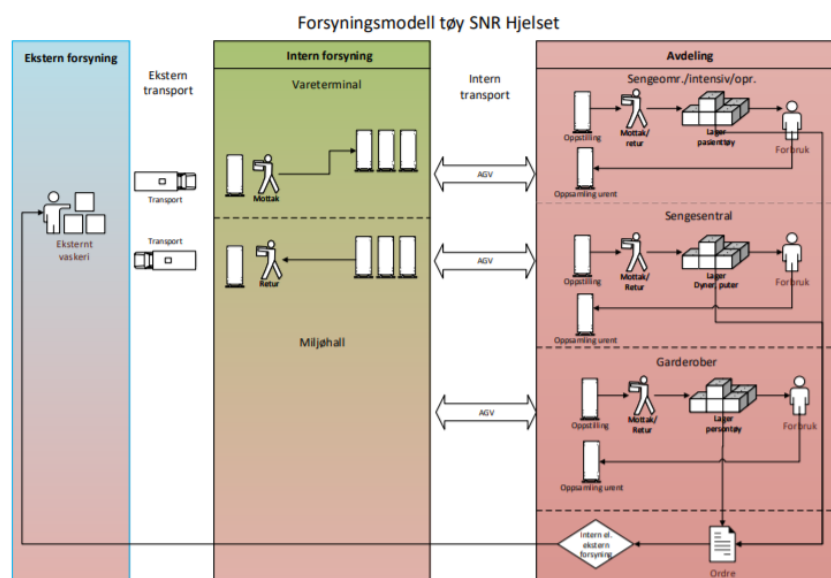 Forsyningsmodell tøy SNR Hjelset
Ekstern forsyning
Ekstern
transport
Intern forsyning
Intern
transport
Avdeling
Vareterminal
Sengeområ./intensiv/opr.
Oppstilling
Mottak/
retur
Lager
pasienttøy
Forbruk
Oppsamling urent
Mottak
AGV
Transport
Eksternt
vaskeri
Transport
Retur
AGV
Miljøhall
Sengesentral
Oppstilling
Mottak/
Retur
Lager
Dyner, puter
Forbruk
Oppsamling urent
Garderober
AGV
Oppstilling
Mottak/
Retur
Lager
persontøy
Forbruk
Oppsamling urent
Intern el.
ekstern
forsyning
Ordre